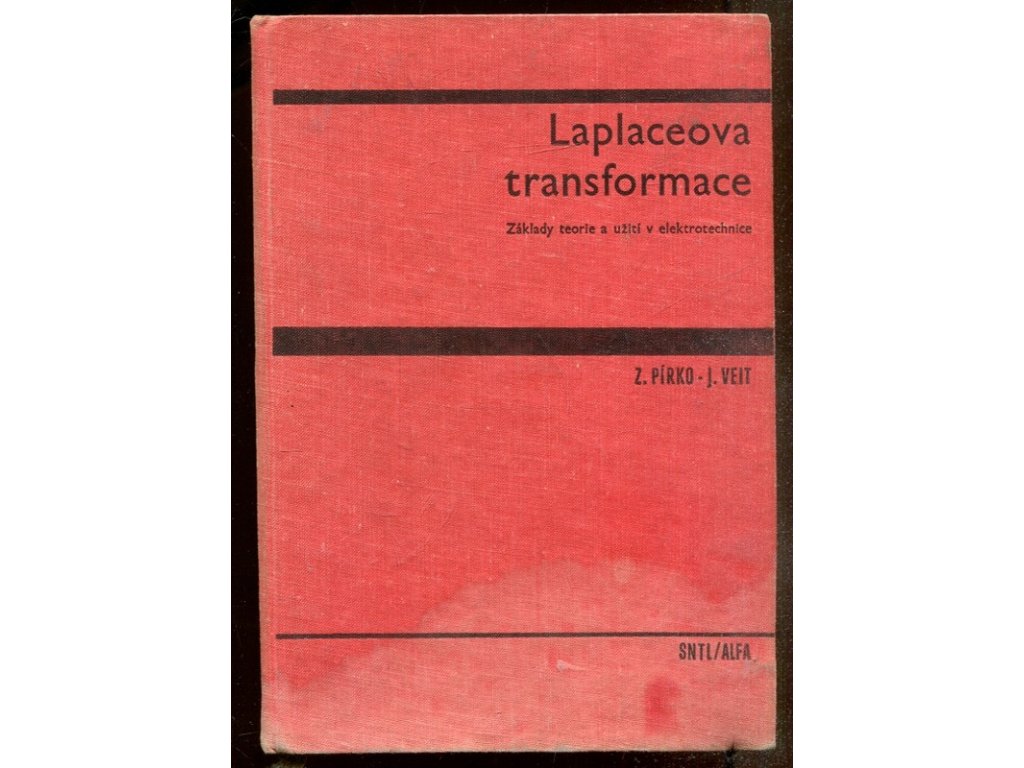 Laplaceova
transformace
Základy teorie a užití v elektrotechnice
Z. PÍRKO · J. VEIT
SNTL/ALFA